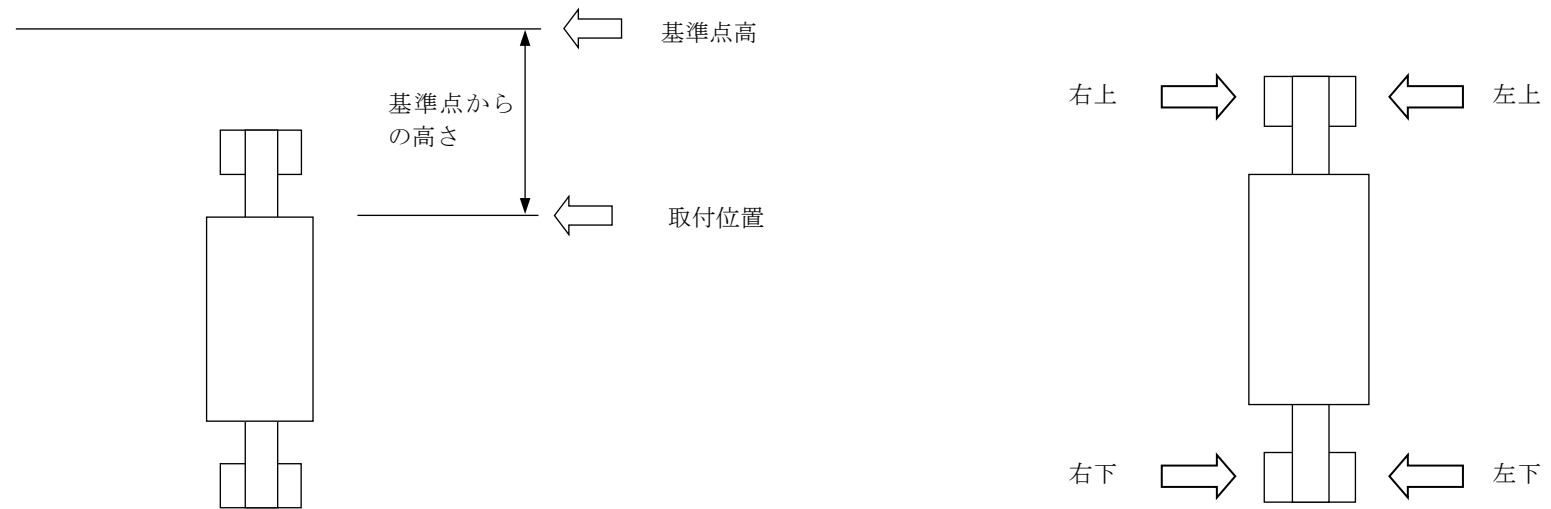 基準点高
基準点から
の高さ
取付位置
右上
左上
右下
左下